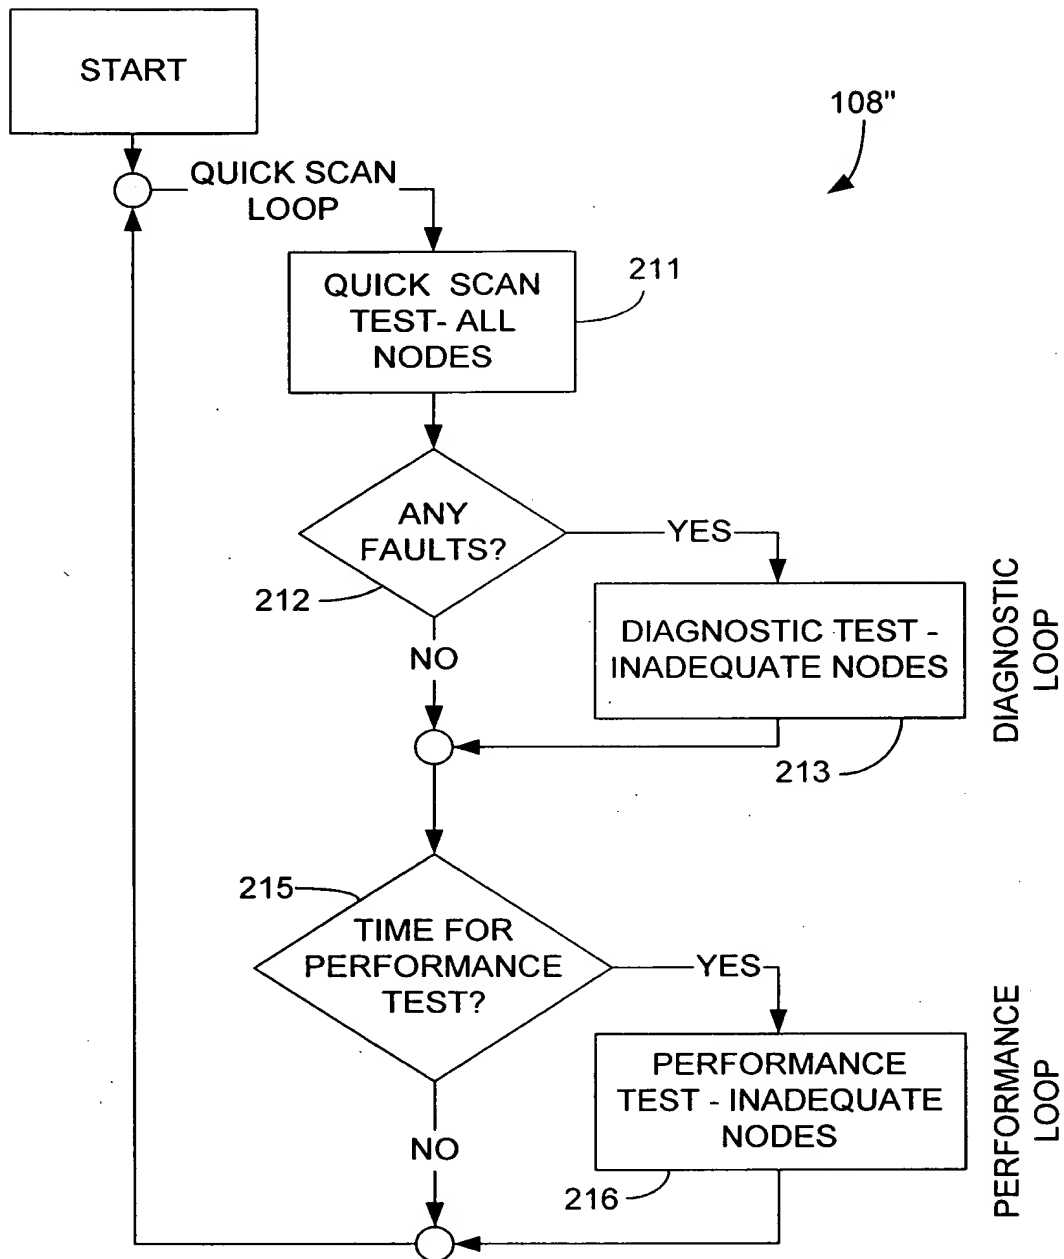 START
108"
QUICK SCAN
LOOP
QUICK SCAN
TEST- ALL
NODES
211
ANY
FAULTS?
212
YES
NO
DIAGNOSTIC TEST -
INADEQUATE NODES
213
DIAGNOSTIC
LOOP
215
TIME FOR
PERFORMANCE
TEST?
YES
NO
PERFORMANCE
TEST - INADEQUATE
NODES
216
PERFORMANCE
LOOP